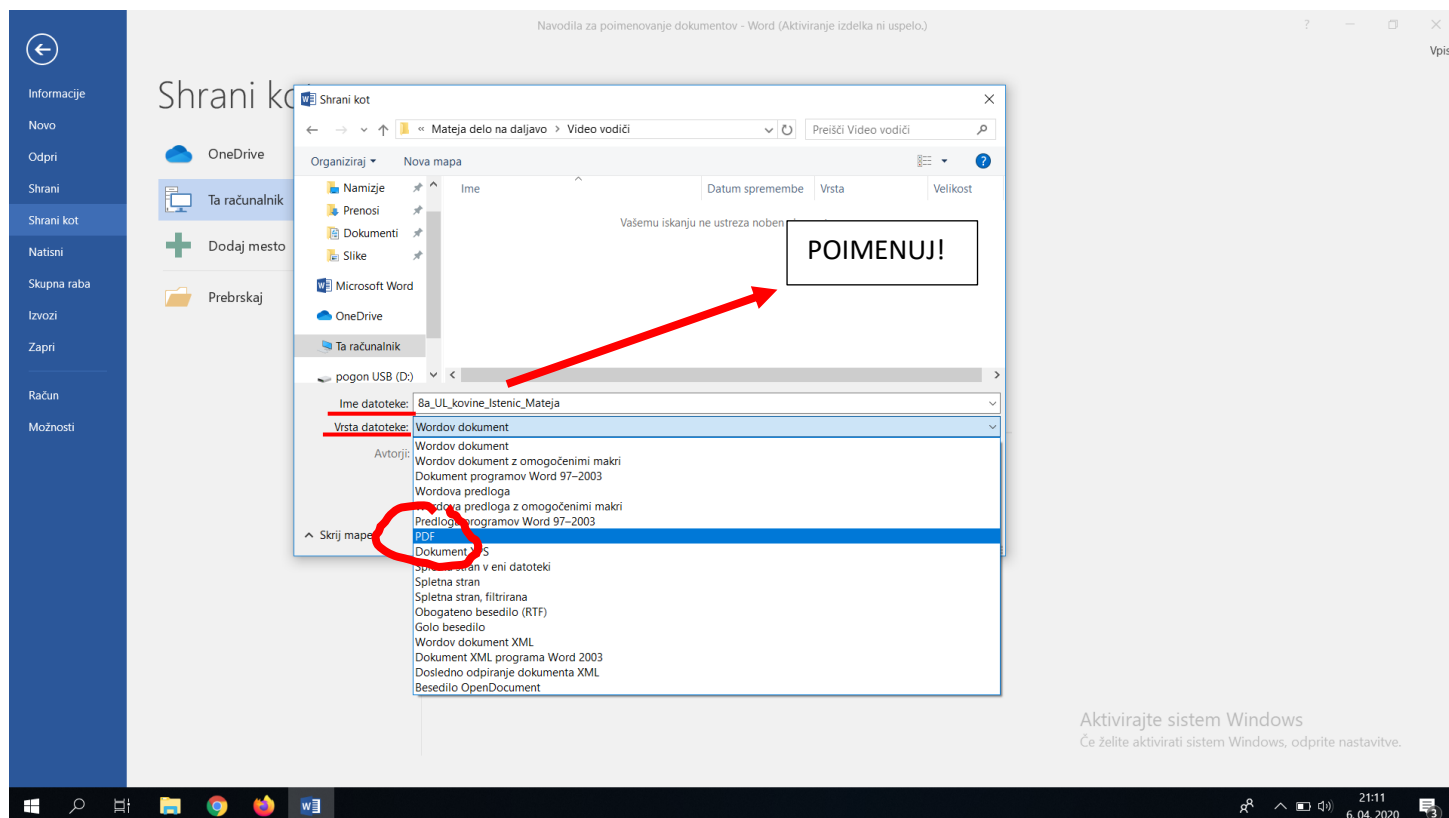 Navodila za poimenovanje dokumentov - Word (Aktiviranje izdelka ni uspelo.)
?
Vpis
Informacije
Novo
Odpri
Shrani
Shrani kot
Natisni
Skupna raba
Izvozi
Zapri
Račun
Možnosti
Shrani
OneDrive
Ta računalnik
Dodaj mesto
Prebrskaj
Shrani kot
« Mateja delo na daljavo > Video vodiči
Preišči Video vodiči
Organiziraj
Nova mapa
?
Namizje
Prenosi
Dokumenti
Slike
Microsoft Word
OneDrive
Ta računalnik
pogon USB (D:)
Ime
Datum spremembe
Vrsta
Velikost
Vašemu iskanju ne ustreza noben
POIMENUJ!
Ime datoteke: 8a_UL_kovine_Istenic_Mateja
Vrsta datoteke: Wordov dokument
Avtorji:
Wordov dokument
Wordov dokument z omogočenimi makri
Dokument programov Word 97–2003
Wordova predloga
Wordova predloga z omogočenimi makri
Predloga programov Word 97–2003
PDF
Dokument XPS
Spletna stran v eni datoteki
Spletna stran
Spletna stran, filtrirana
Obogateno besedilo (RTF)
Golo besedilo
Wordov dokument XML
Dokument XML programa Word 2003
Dosledno odpiranje dokumenta XML
Besedilo OpenDocument
Skrij mape
Aktivirajte sistem Windows
Če želite aktivirati sistem Windows, odprite nastavitve.
21:11
6. 04. 2020
3